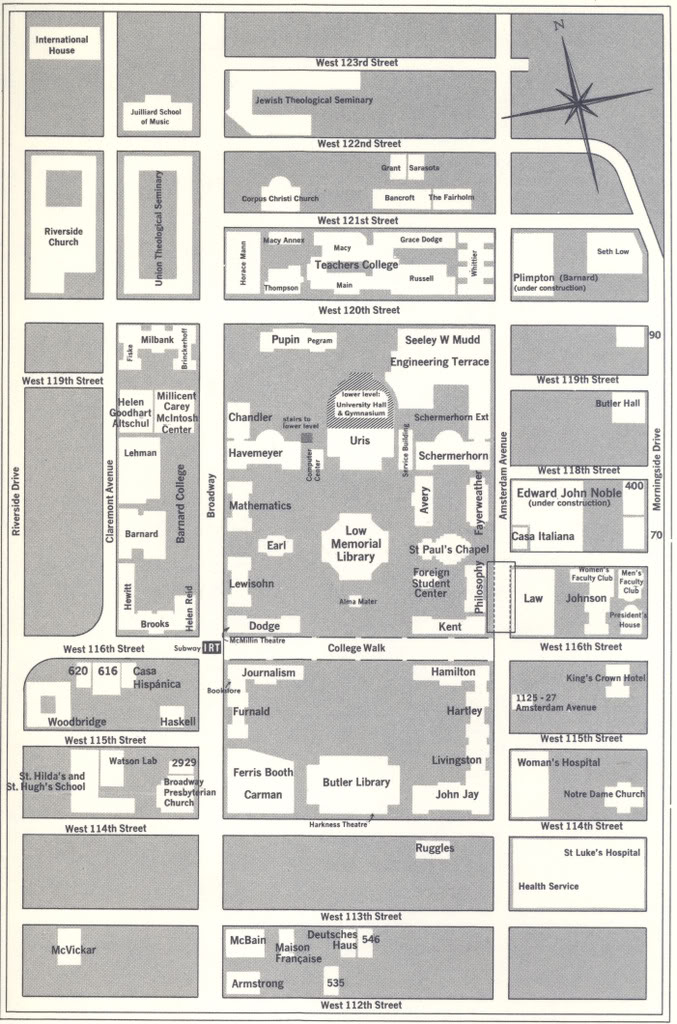 N
International
House
West 123rd Street
Juilliard School
of Music
Jewish Theological Seminary
West 122nd Street
Grant
Sarasota
Corpus Christi Church
Bancroft
The Fairholm
Riverside
Church
Union Theological Seminary
West 121st Street
Horace Mann
Macy Annex
Macy
Grace Dodge
Teachers College
Whittier
Thompson
Main
Russell
Seth Low
Plimpton (Barnard)
(under construction)
West 120th Street
Milbank
Fiske
Brinckerhoff
Pupin
Pegram
Seeley W Mudd
Engineering Terrace
90
West 119th Street
West 119th Street
Helen
Goodhart
Altschul
Millicent
Carey
McIntosh
Center
lower level:
University Hall
& Gymnasium
Chandler
stairs to
lower level
Schermerhorn Ext
Butler Hall
Uris
Lehman
Havemeyer
Computer
Center
Service Building
Schermerhorn
West 118th Street
Riverside Drive
Claremont Avenue
Barnard College
Broadway
Amsterdam Avenue
Morningside Drive
Mathematics
Avery
Fayerweather
Edward John Noble
(under construction)
400
Barnard
Earl
Low
Memorial
Library
St Paul's Chapel
Casa Italiana
70
Hewitt
Lewisohn
Foreign
Student
Center
Philosophy
Law
Johnson
Women's
Faculty Club
Men's
Faculty
Club
President's
House
Alma Mater
Helen Reid
Brooks
Dodge
Kent
McMillin Theatre
West 116th Street
Subway
IRT
College Walk
West 116th Street
620
616
Casa
Hispánica
Journalism
Hamilton
King's Crown Hotel
Bookstore
1125 - 27
Amsterdam Avenue
Woodbridge
Haskell
Furnald
Hartley
West 115th Street
West 115th Street
Watson Lab
2929
Livingston
Woman's Hospital
St. Hilda's and
St. Hugh's School
Broadway
Presbyterian
Church
Ferris Booth
Carman
Butler Library
John Jay
Notre Dame Church
West 114th Street
Harkness Theatre
West 114th Street
Ruggles
St Luke's Hospital
Health Service
West 113th Street
McVickar
McBain
Maison
Française
Deutsches
Haus
546
Armstrong
535
West 112th Street